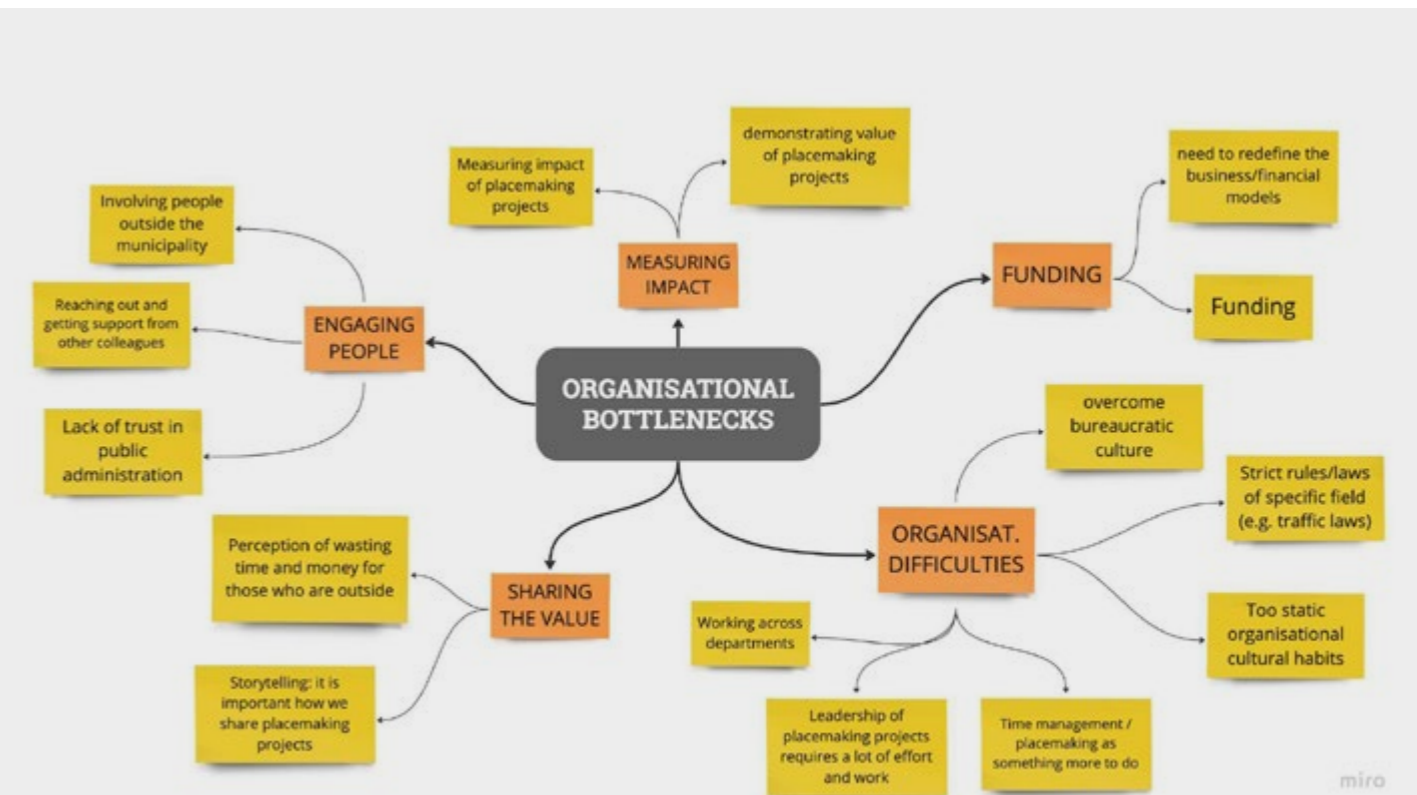 demonstrating value
of placemaking
projects
Measuring impact
of placemaking
projects
need to redefine the
business/financial
models
Involving people
outside the
municipality
MEASURING
IMPACT
FUNDING
Funding
Reaching out and
getting support from
other colleagues
ENGAGING
PEOPLE
ORGANISATIONAL
BOTTLENECKS
Lack of trust in
public
administration
overcome
bureaucratic
culture
Strict rules/laws
of specific field
(e.g. traffic laws)
ORGANISAT.
DIFFICULTIES
Perception of wasting
time and money for
those who are outside
SHARING
THE VALUE
Working across
departments
Too static
organisational
cultural habits
Storytelling: it is
important how we
share placemaking
projects
Leadership of
placemaking projects
requires a lot of effort
and work
Time management /
placemaking as
something more to do
miro